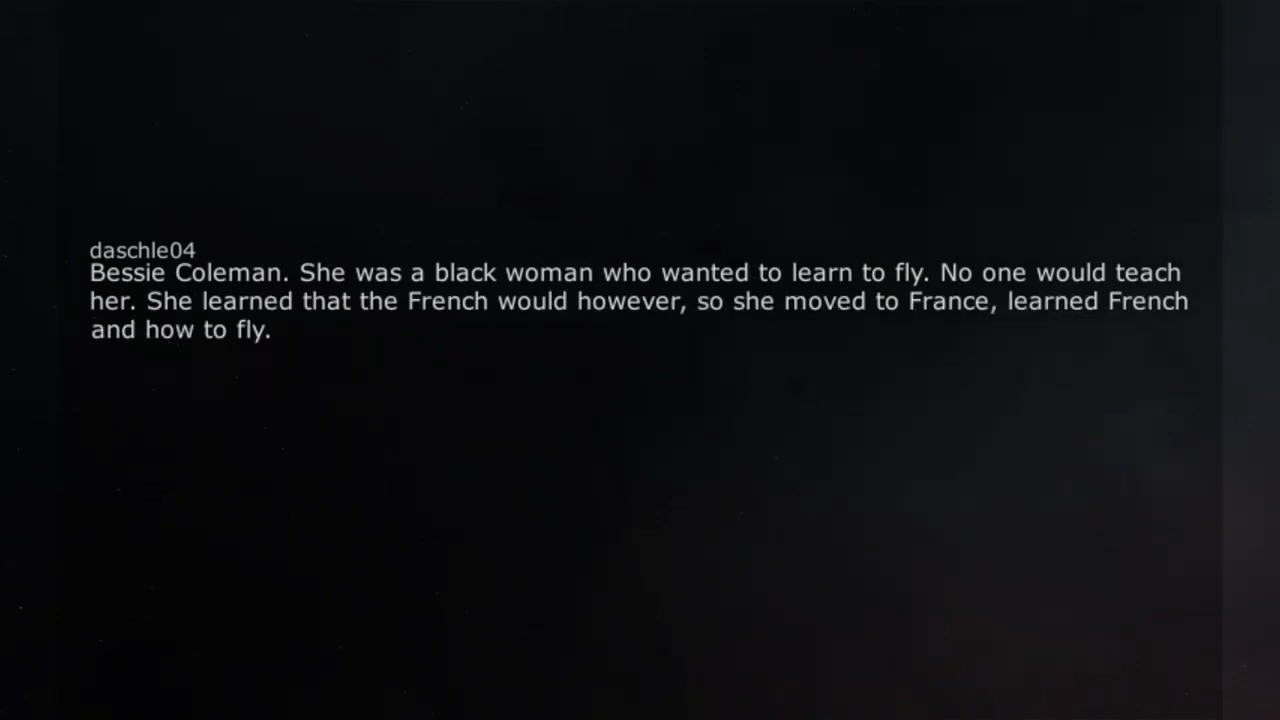 daschle04
Bessie Coleman. She was a black woman who wanted to learn to fly. No one would teach
her. She learned that the French would however, so she moved to France, learned French
and how to fly.